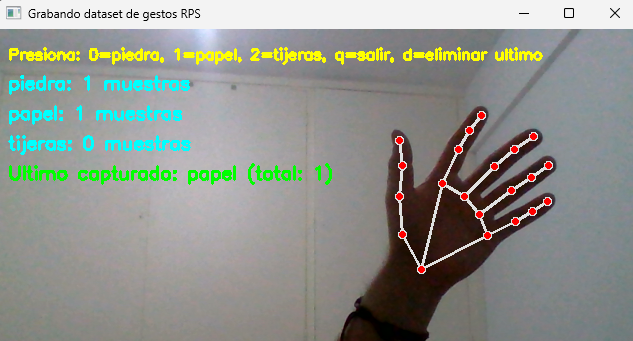 Grabando dataset de gestos RPS
Presiona: 0=piedra, 1=papel, 2=tijeras, q=salir, d=eliminar ultimo
piedra: 1 muestras
papel: 1 muestras
tijeras: 0 muestras
Ultimo capturado: papel (total: 1)